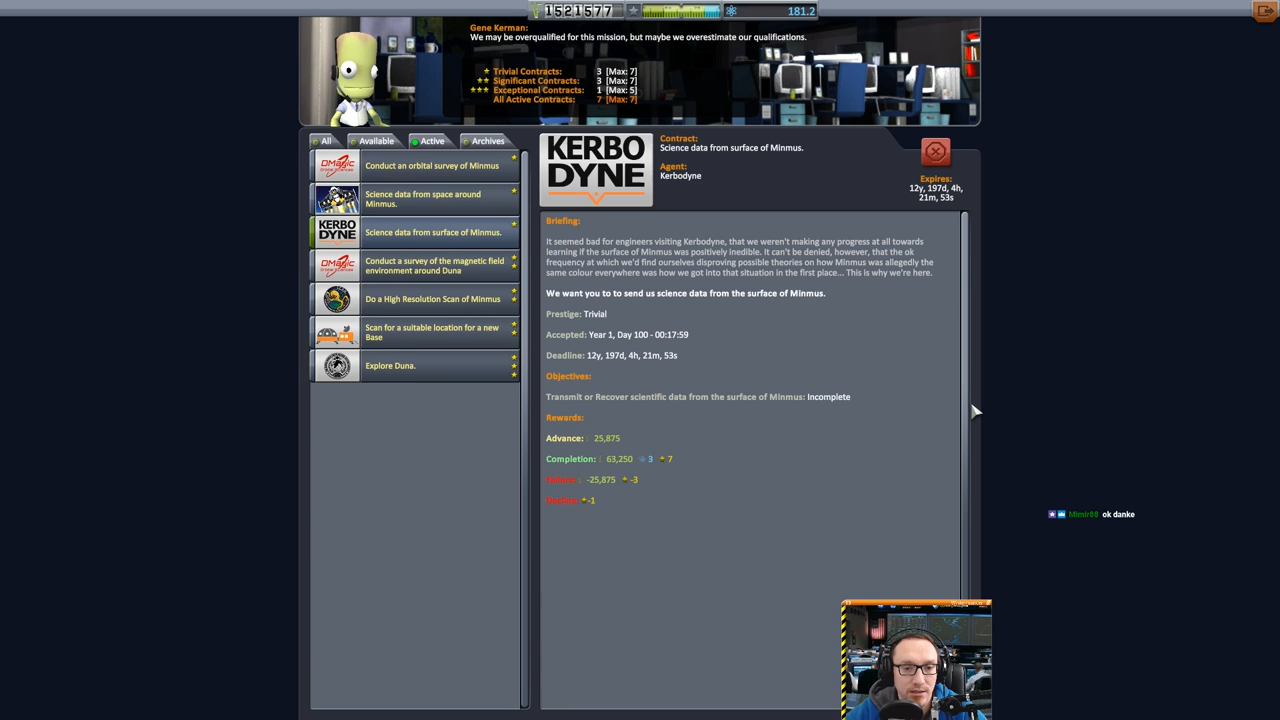 1521577
181.2
Gene Kerman:
We may be overqualified for this mission, but maybe we overestimate our qualifications.
Trivial Contracts: 3 [Max: 7]
Significant Contracts: 3 [Max: 7]
Exceptional Contracts: 1 [Max: 5]
All Active Contracts: 7 [Max: 7]
All
Available
Active
Archives
Conduct an orbital survey of Minmus
Science data from space around
Minmus.
KERBO
DYNE
Science data from surface of Minmus.
Conduct a survey of the magnetic field
environment around Duna
Do a High Resolution Scan of Minmus
Scan for a suitable location for a new
Base
Explore Duna.
KERBO
DYNE
Contract:
Science data from surface of Minmus.
Agent:
Kerbodyne
Expires:
12y, 197d, 4h,
21m, 53s
Briefing:
It seemed bad for engineers visiting Kerbodyne, that we weren't making any progress at all towards
learning if the surface of Minmus was positively inedible. It can't be denied, however, that the ok
frequency at which we'd find ourselves disproving possible theories on how Minmus was allegedly the
same colour everywhere was how we got into that situation in the first place... This is why we're here.
We want you to to send us science data from the surface of Minmus.
Prestige: Trivial
Accepted: Year 1, Day 100 - 00:17:59
Deadline: 12y, 197d, 4h, 21m, 53s
Objectives:
Transmit or Recover scientific data from the surface of Minmus: Incomplete
Rewards:
Advance: 25,875
Completion: 63,250 3 7
Failure: -25,875 -3
Decline: -1
Mimir88 ok danke